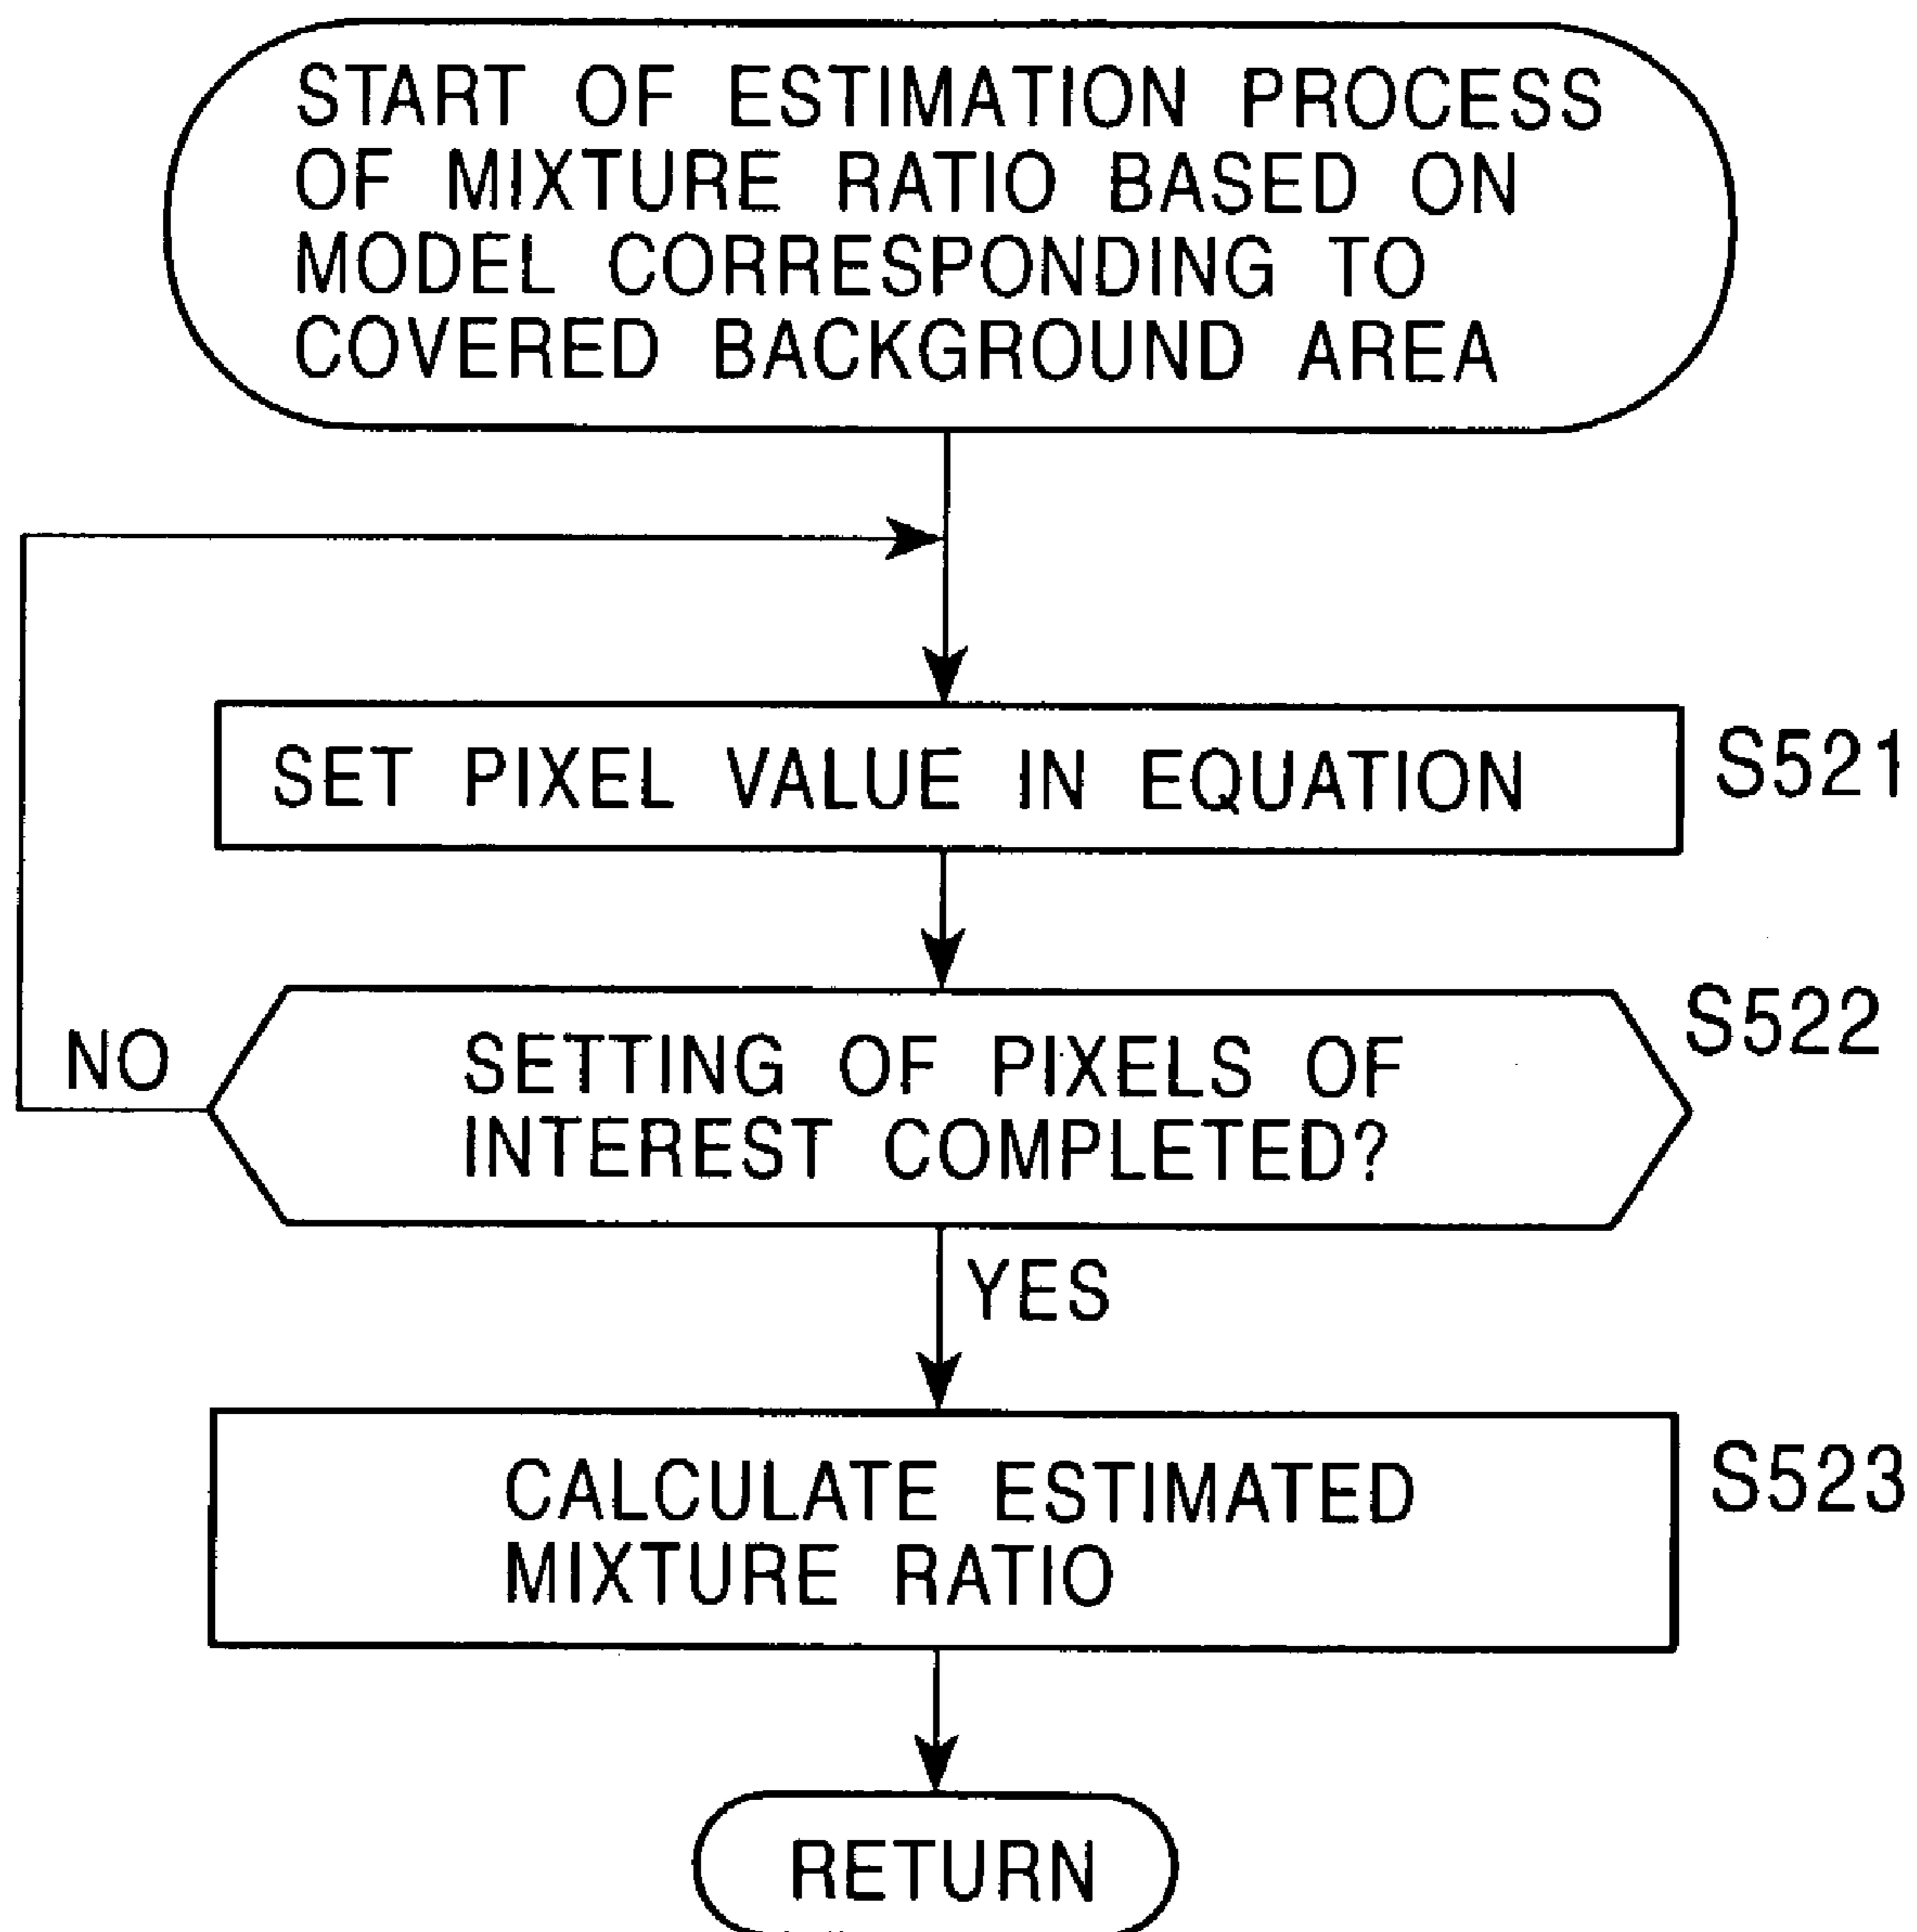 START OF ESTIMATION PROCESS
OF MIXTURE RATIO BASED ON
MODEL CORRESPONDING TO
COVERED BACKGROUND AREA
SET PIXEL VALUE IN EQUATION
S521
SETTING OF PIXELS OF
INTEREST COMPLETED?
S522
NO
YES
CALCULATE ESTIMATED
MIXTURE RATIO
S523
RETURN